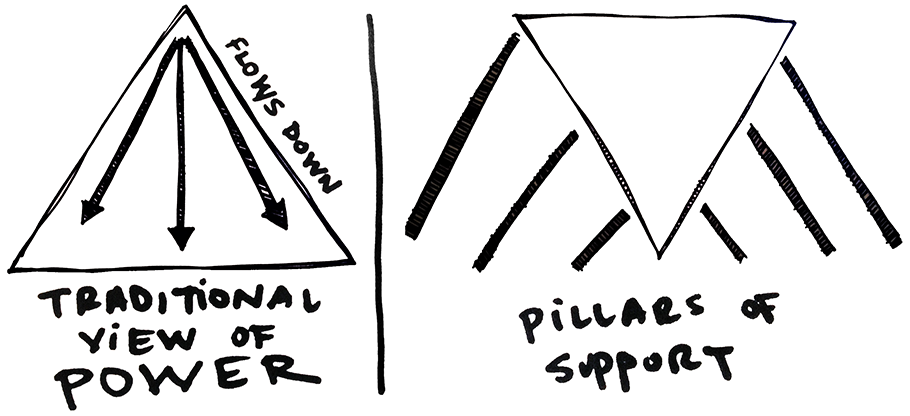 FLOWS DOWN
TRADITIONAL
VIEW OF
POWER
PILLARS OF
SUPPORT